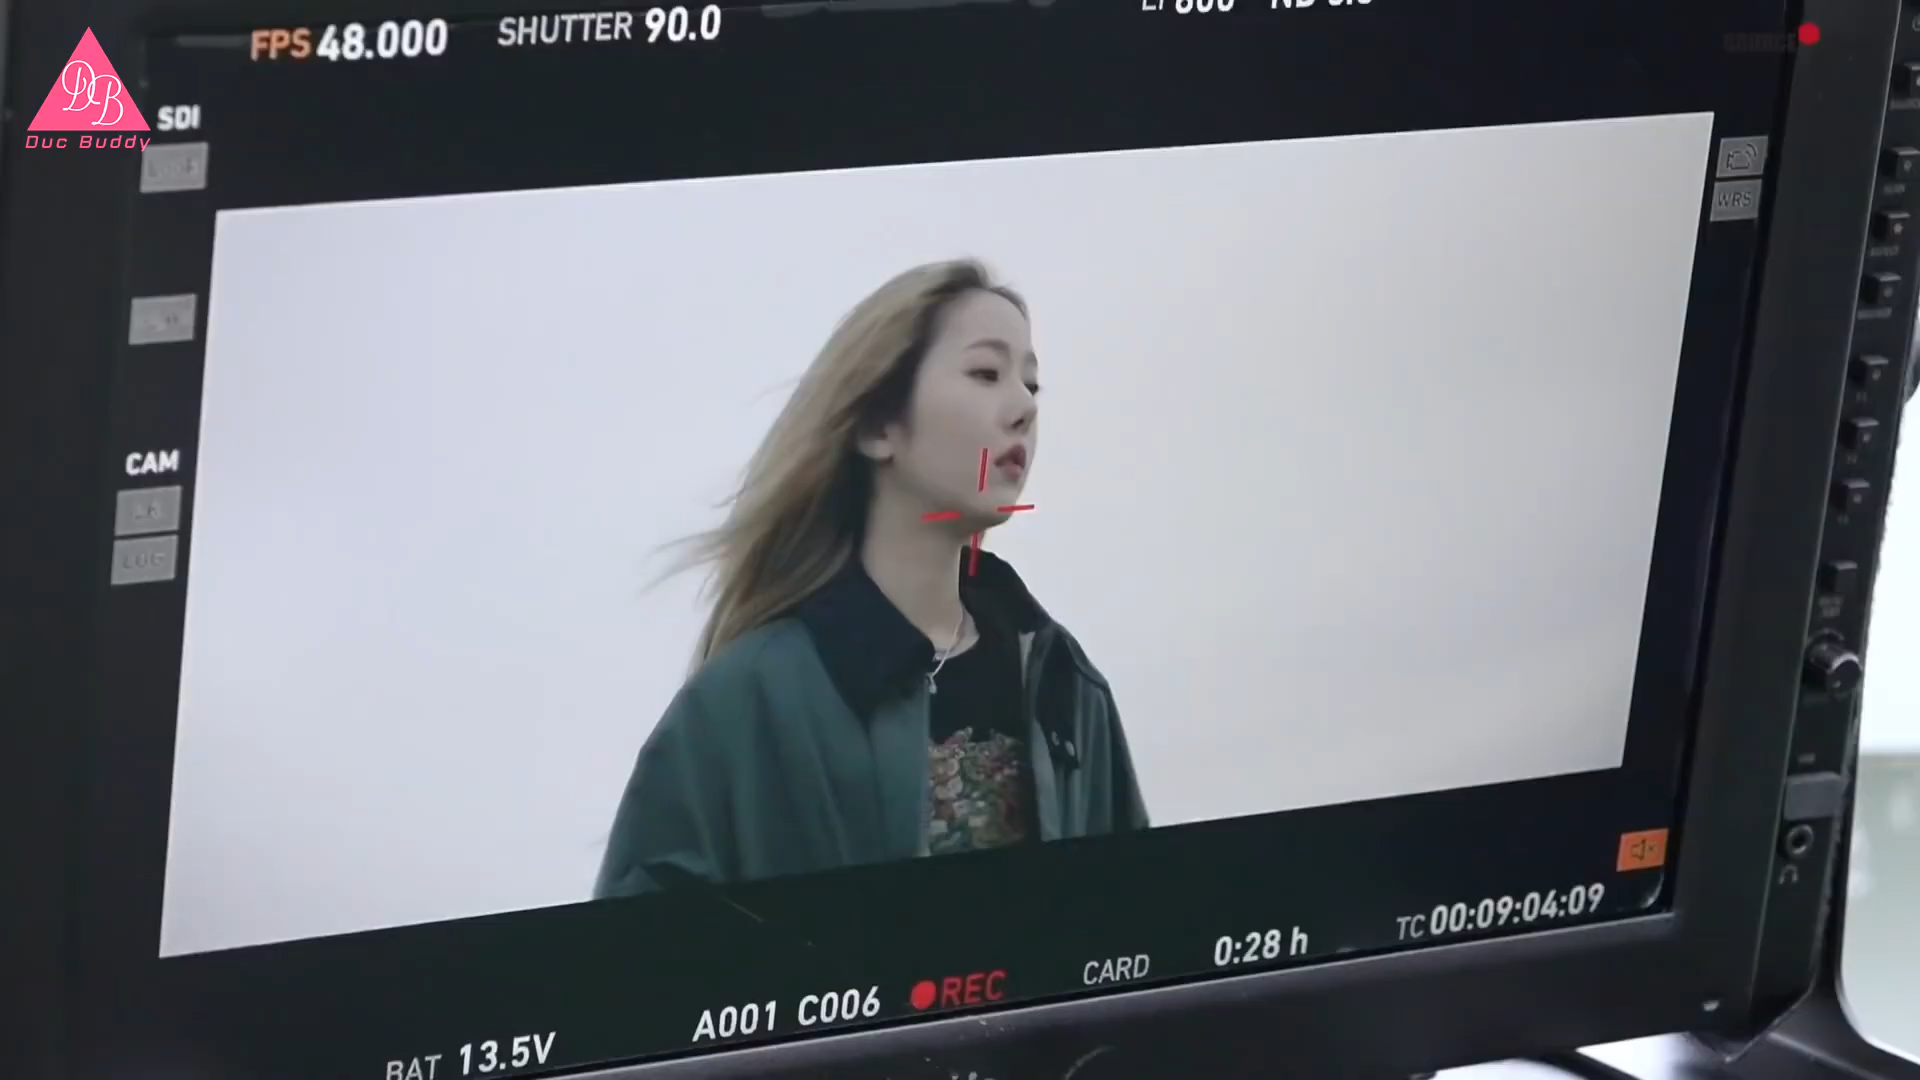 FPS 48.000
SHUTTER 90.0
DB
Duc Buddy
SDI
WRS
CAM
LOG
TC 00:09:04:09
0:28 h
CARD
REC
A001 C006
BAT 13.5V